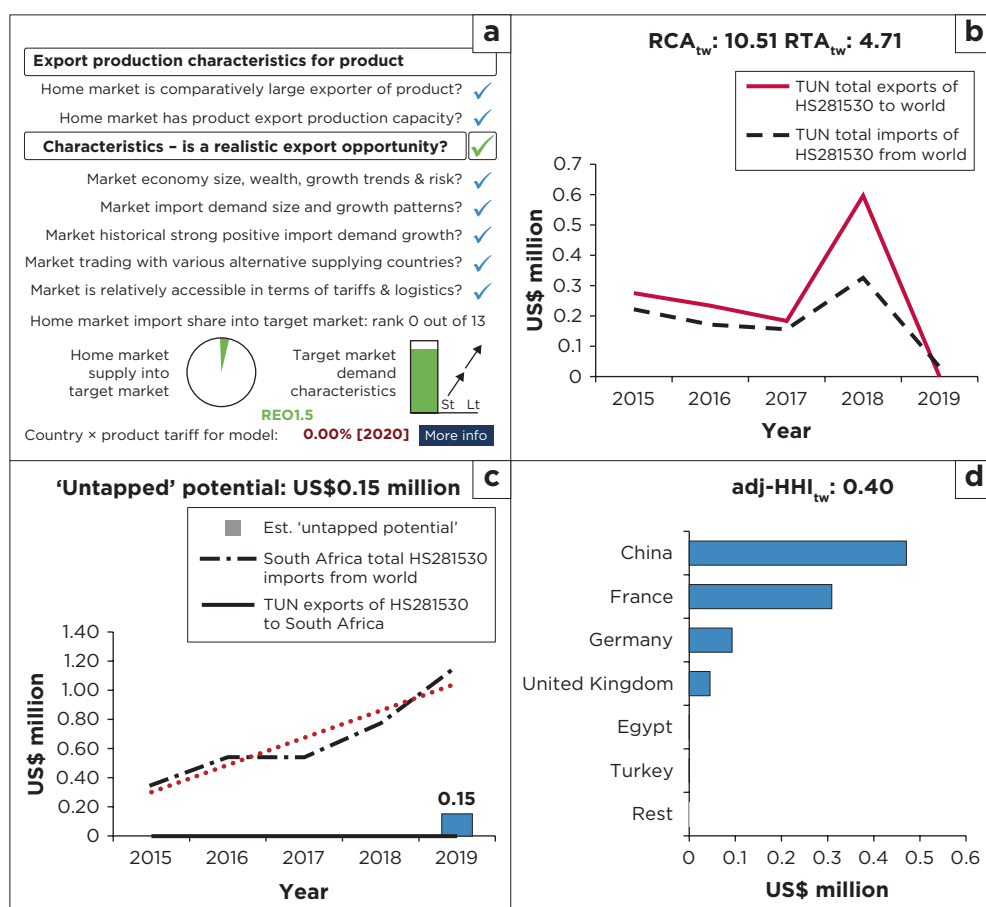 a
Export production characteristics for product
Home market is comparatively large exporter of product?
Home market has product export production capacity?
Characteristics – is a realistic export opportunity?
Market economy size, wealth, growth trends & risk?
Market import demand size and growth patterns?
Market historical strong positive import demand growth?
Market trading with various alternative supplying countries?
Market is relatively accessible in terms of tariffs & logistics?
Home market import share into target market: rank 0 out of 13
Home market
supply into
target market
Target market
demand
characteristics
St Lt
REO1.5
Country × product tariff for model: 0.00% [2020] More info
b
RCAtw: 10.51 RTAtw: 4.71
TUN total exports of
HS281530 to world
TUN total imports of
HS281530 from world
US$ million
0.7
0.6
0.5
0.4
0.3
0.2
0.1
0
2015 2016 2017 2018 2019
Year
c
‘Untapped’ potential: US$0.15 million
Est. ‘untapped potential’
South Africa total HS281530
imports from world
TUN exports of HS281530
to South Africa
US$ million
1.40
1.20
1.00
0.80
0.60
0.40
0.20
0
0.15
2015 2016 2017 2018 2019
Year
d
adj-HHItw: 0.40
China
France
Germany
United Kingdom
Egypt
Turkey
Rest
0 0.1 0.2 0.3 0.4 0.5 0.6
US$ million